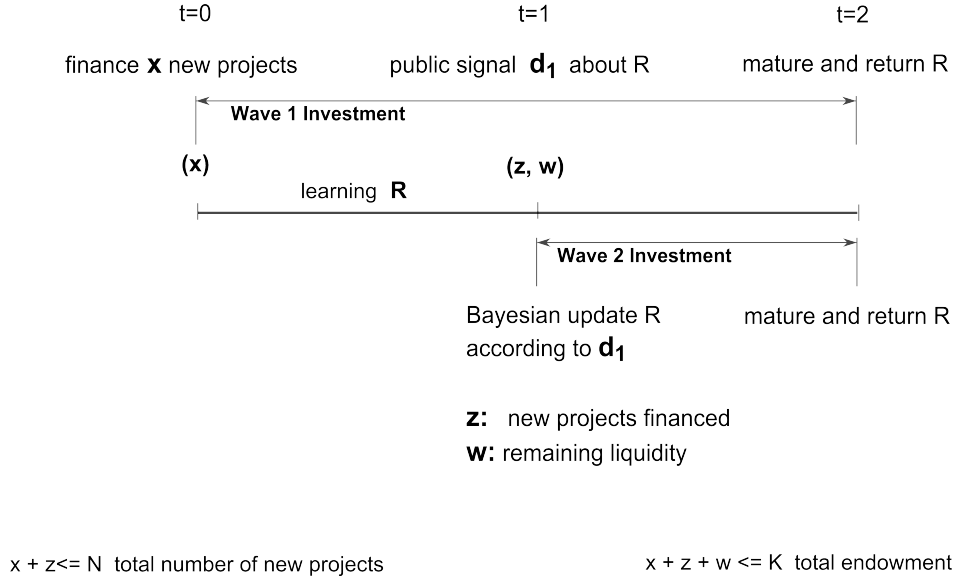 t=0 t=1 t=2
finance x new projects public signal d1 about R mature and return R
Wave 1 Investment
(x) (z, w)
learning R
Wave 2 Investment
Bayesian update R mature and return R
according to d1
z: new projects financed
w: remaining liquidity
x + z<= N total number of new projects x + z + w <= K total endowment